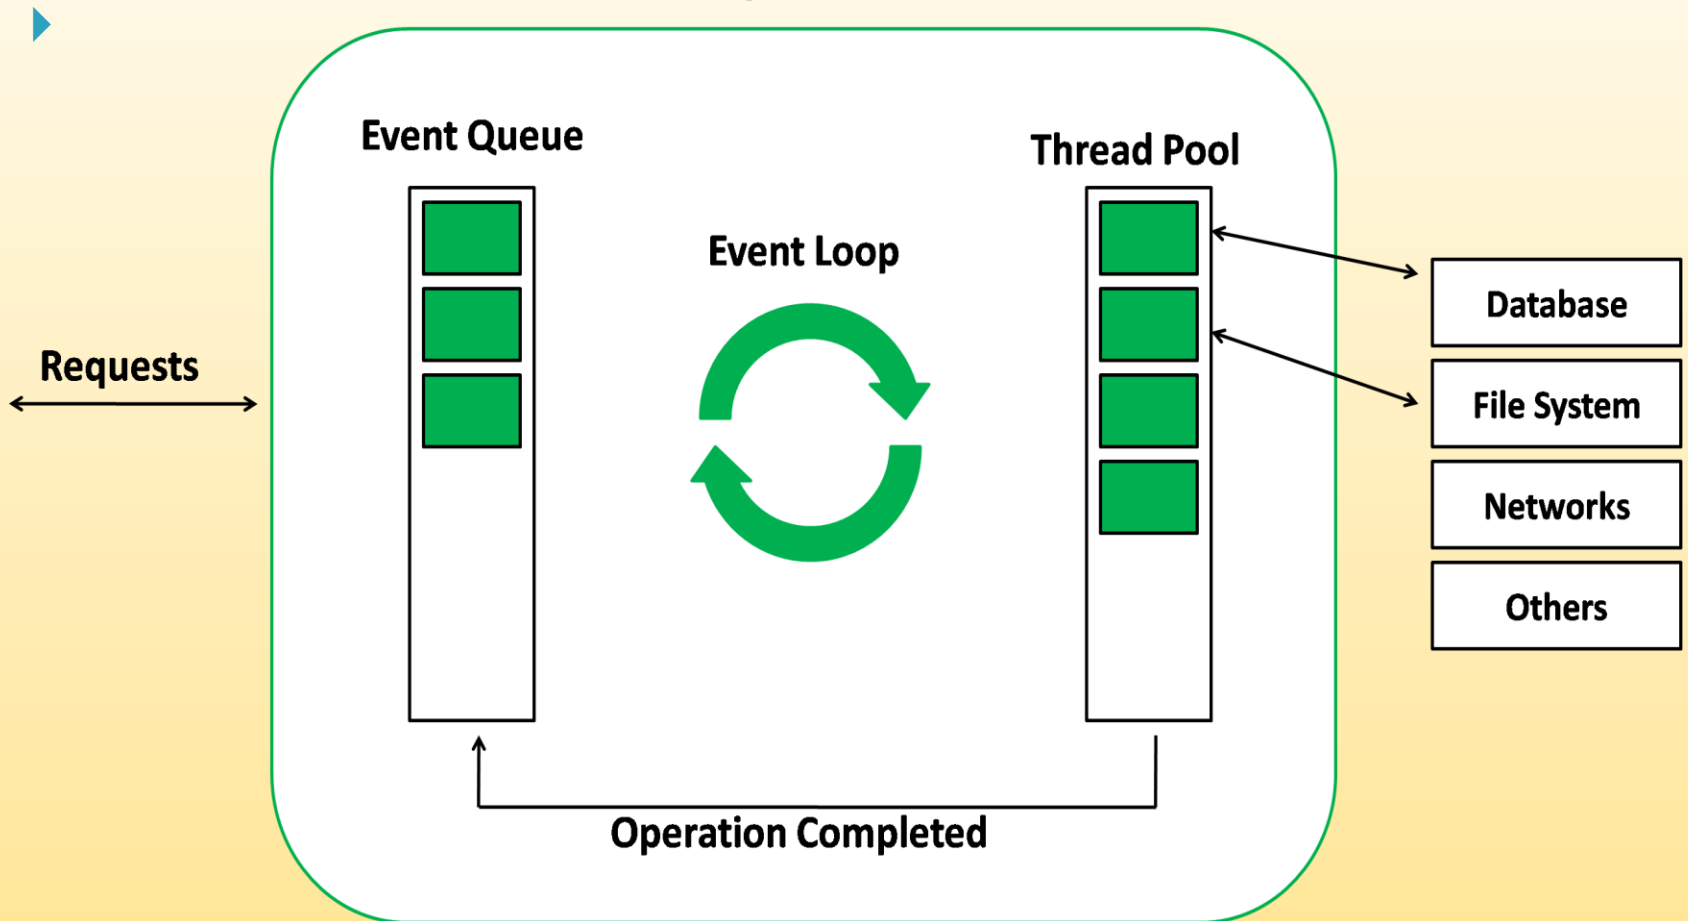 Event Queue
Thread Pool
Event Loop
Requests
Database
File System
Networks
Others
Operation Completed